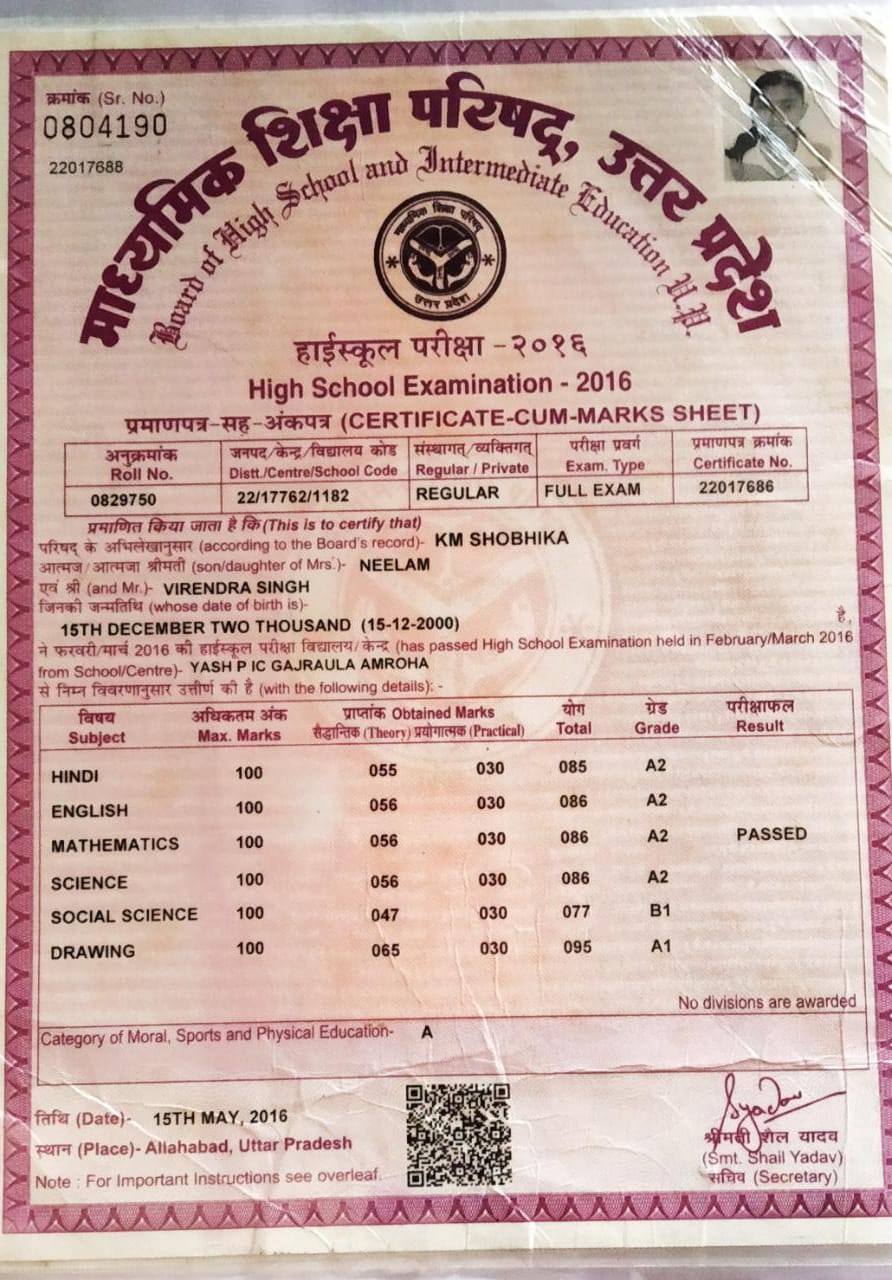 क्रमांक (Sr. No.)
0804190
22017688
माध्यमिक शिक्षा परिषद्, उत्तर प्रदेश
Board of High School and Intermediate Education U.P.
माध्यमिक शिक्षा परिषद्
उत्तर प्रदेश
हाईस्कूल परीक्षा - २०१६
High School Examination - 2016
प्रमाणपत्र-सह-अंकपत्र (CERTIFICATE-CUM-MARKS SHEET)
अनुक्रमांक जनपद/केन्द्र/विद्यालय कोड संस्थागत्/व्यक्तिगत् परीक्षा प्रवर्ग प्रमाणपत्र क्रमांक
Roll No. Distt./Centre/School Code Regular / Private Exam. Type Certificate No.
0829750 22/17762/1182 REGULAR FULL EXAM 22017686
प्रमाणित किया जाता है कि (This is to certify that)
परिषद् के अभिलेखानुसार (according to the Board's record)- KM SHOBHIKA
आत्मज/आत्मजा श्रीमती (son/daughter of Mrs.)- NEELAM
एवं श्री (and Mr.)- VIRENDRA SINGH
जिनकी जन्मतिथि (whose date of birth is)-
15TH DECEMBER TWO THOUSAND (15-12-2000) है,
ने फरवरी/मार्च 2016 की हाईस्कूल परीक्षा विद्यालय/केन्द्र (has passed High School Examination held in February/March 2016
from School/Centre)- YASH P IC GAJRAULA AMROHA
से निम्न विवरणानुसार उत्तीर्ण की है (with the following details): -
विषय अधिकतम अंक प्राप्तांक Obtained Marks योग ग्रेड परीक्षाफल
Subject Max. Marks सैद्धान्तिक (Theory) प्रयोगात्मक (Practical) Total Grade Result
HINDI 100 055 030 085 A2
ENGLISH 100 056 030 086 A2
MATHEMATICS 100 056 030 086 A2 PASSED
SCIENCE 100 056 030 086 A2
SOCIAL SCIENCE 100 047 030 077 B1
DRAWING 100 065 030 095 A1
No divisions are awarded
Category of Moral, Sports and Physical Education- A
तिथि (Date)- 15TH MAY, 2016
स्थान (Place)- Allahabad, Uttar Pradesh
Note : For Important Instructions see overleaf.
Syadav
श्रीमती शैल यादव
(Smt. Shail Yadav)
सचिव (Secretary)